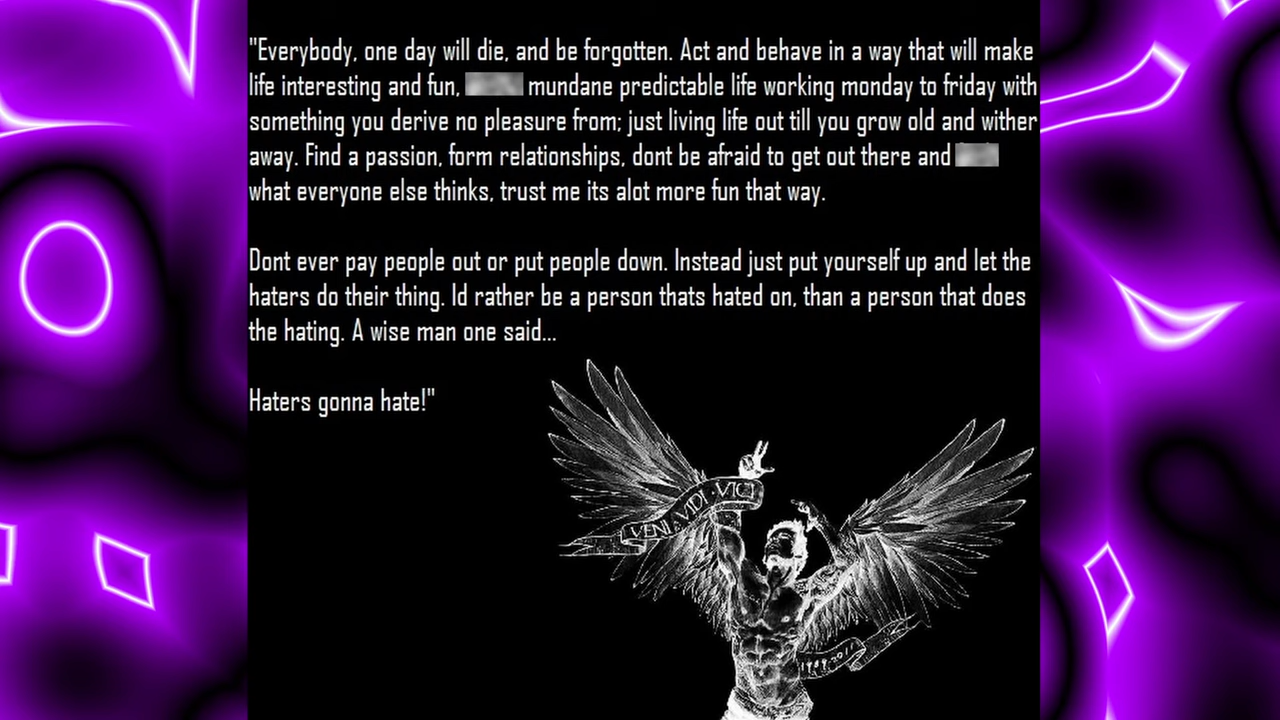 "Everybody, one day will die, and be forgotten. Act and behave in a way that will make
life interesting and fun, mundane predictable life working monday to friday with
something you derive no pleasure from; just living life out till you grow old and wither
away. Find a passion, form relationships, dont be afraid to get out there and
what everyone else thinks, trust me its alot more fun that way.
Dont ever pay people out or put people down. Instead just put yourself up and let the
haters do their thing. Id rather be a person thats hated on, than a person that does
the hating. A wise man one said...
Haters gonna hate!"
VENI VIDI VICI
1989-2011